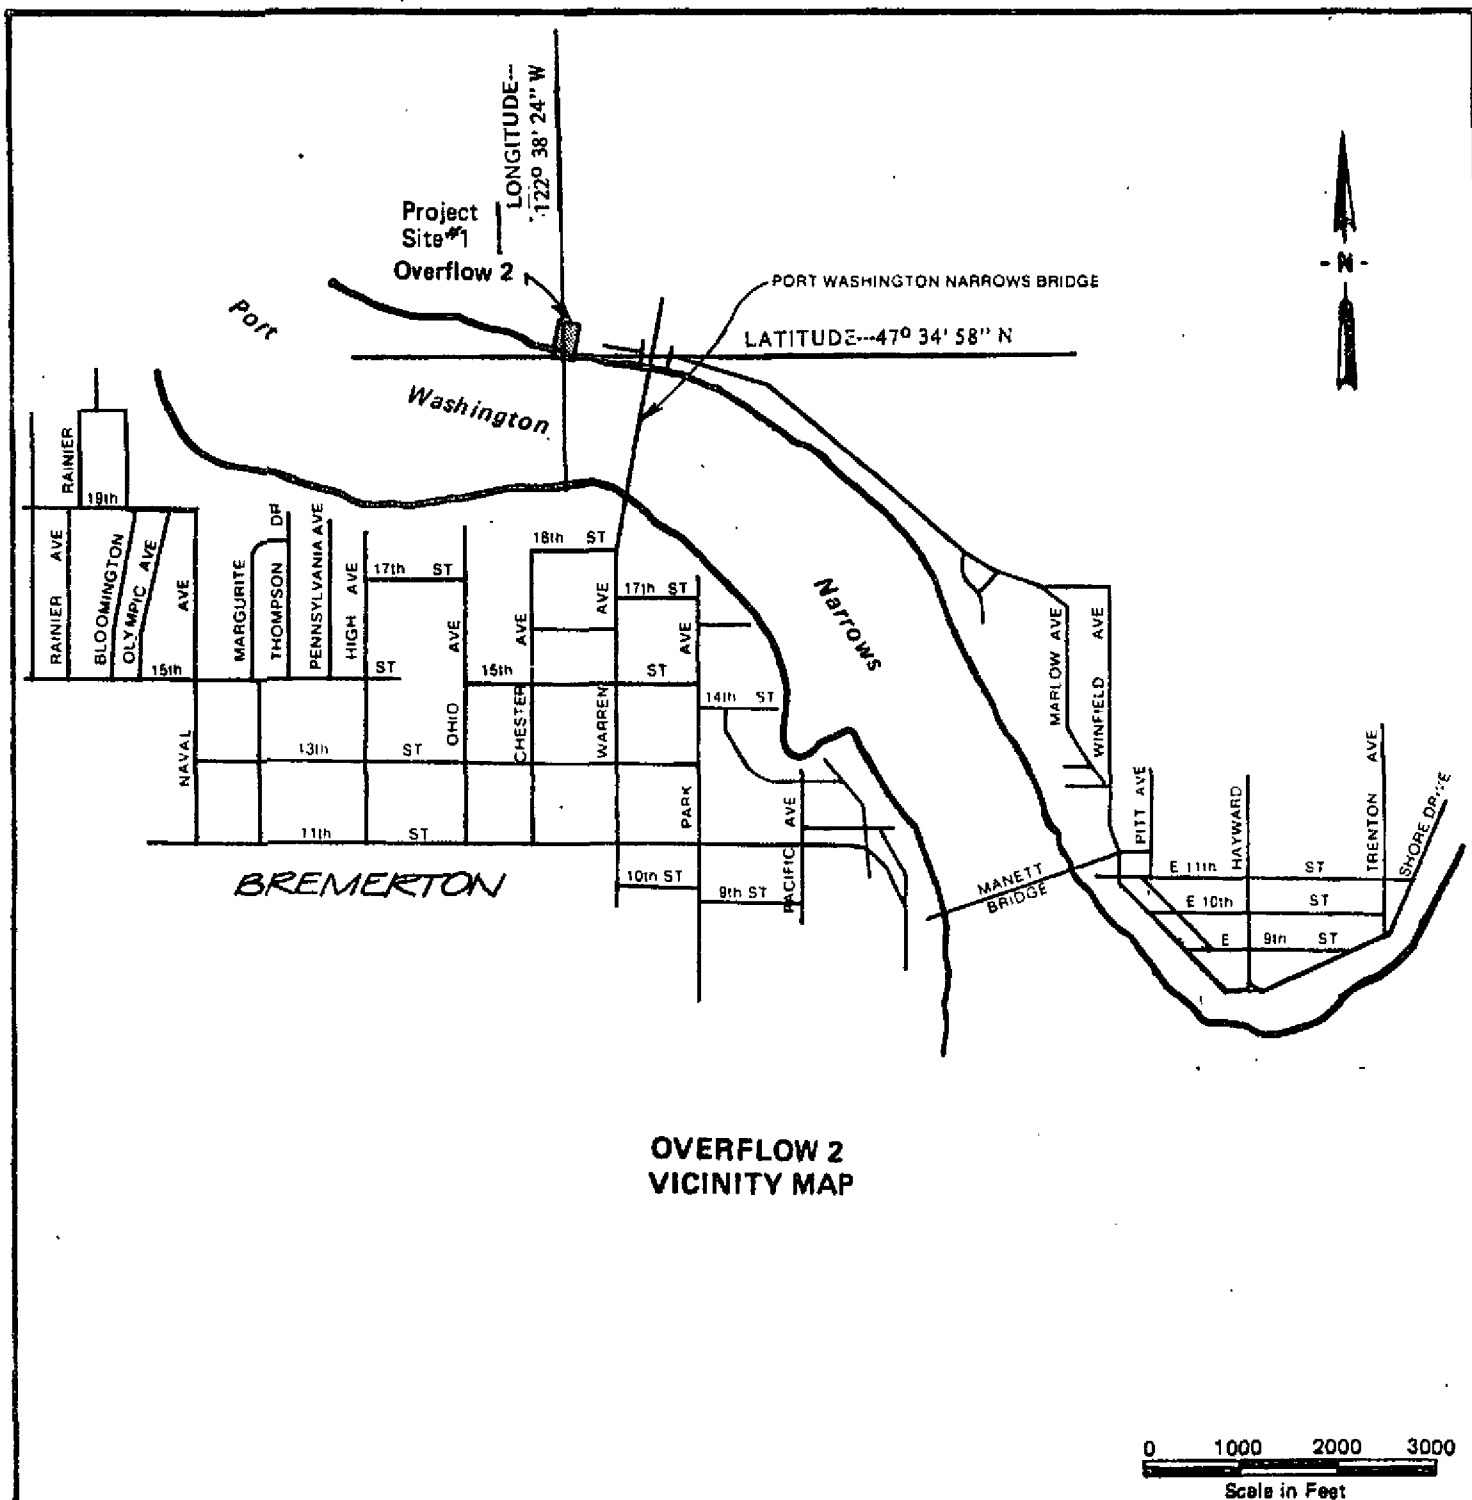 LONGITUDE---
122° 38' 24" W
Project
Site #1
Overflow 2
- N -
PORT WASHINGTON NARROWS BRIDGE
LATITUDE---47° 34' 58" N
Port
Washington
Narrows
RAINIER
19th
RAINIER AVE
BLOOMINGTON
OLYMPIC AVE
NAVAL AVE
MARGURITE
THOMPSON DR
PENNSYLVANIA AVE
HIGH AVE
17th ST
OHIO AVE
18th ST
CHESTER AVE
WARREN AVE
17th ST
PARK AVE
15th ST
15th ST
14th ST
13th ST
11th ST
10th ST
9th ST
PACIFIC AVE
BREMERTON
MARLOW AVE
WINFIELD AVE
PITT AVE
HAYWARD
TRENTON AVE
SHORE DRIVE
MANETT
BRIDGE
E 11th ST
E 10th ST
E 9th ST
OVERFLOW 2
VICINITY MAP
0 1000 2000 3000
Scale in Feet